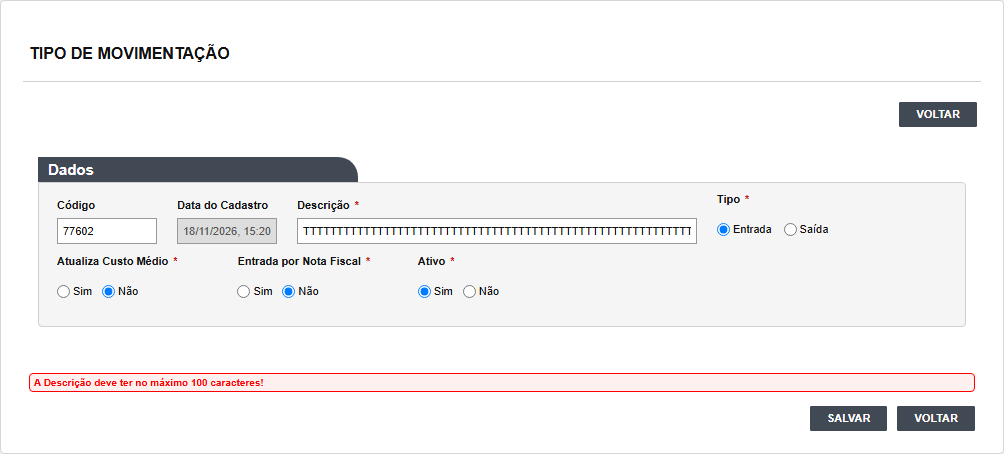 TIPO DE MOVIMENTAÇÃO
VOLTAR
Dados
Código Data do Cadastro Descrição * Tipo *
77602 18/11/2026, 15:20 TTTTTTTTTTTTTTTTTTTTTTTTTTTTTTTTTTTTTTTTTTTTTTTTTTTTTTTTT Entrada Saída
Atualiza Custo Médio * Entrada por Nota Fiscal * Ativo *
Sim Não Sim Não Sim Não
A Descrição deve ter no máximo 100 caracteres!
SALVAR VOLTAR